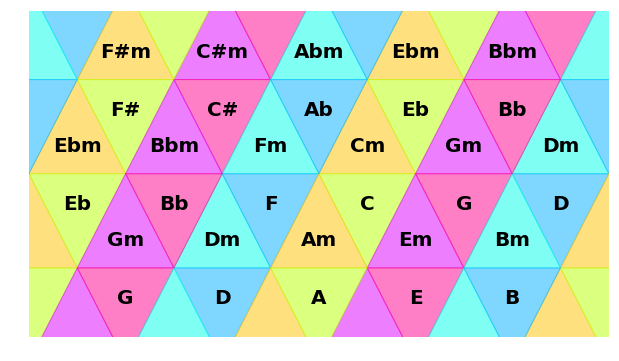 F#m C#m Abm Ebm Bbm
F# C# Ab Eb Bb
Ebm Bbm Fm Cm Gm Dm
Eb Bb F C G D
Gm Dm Am Em Bm
G D A E B